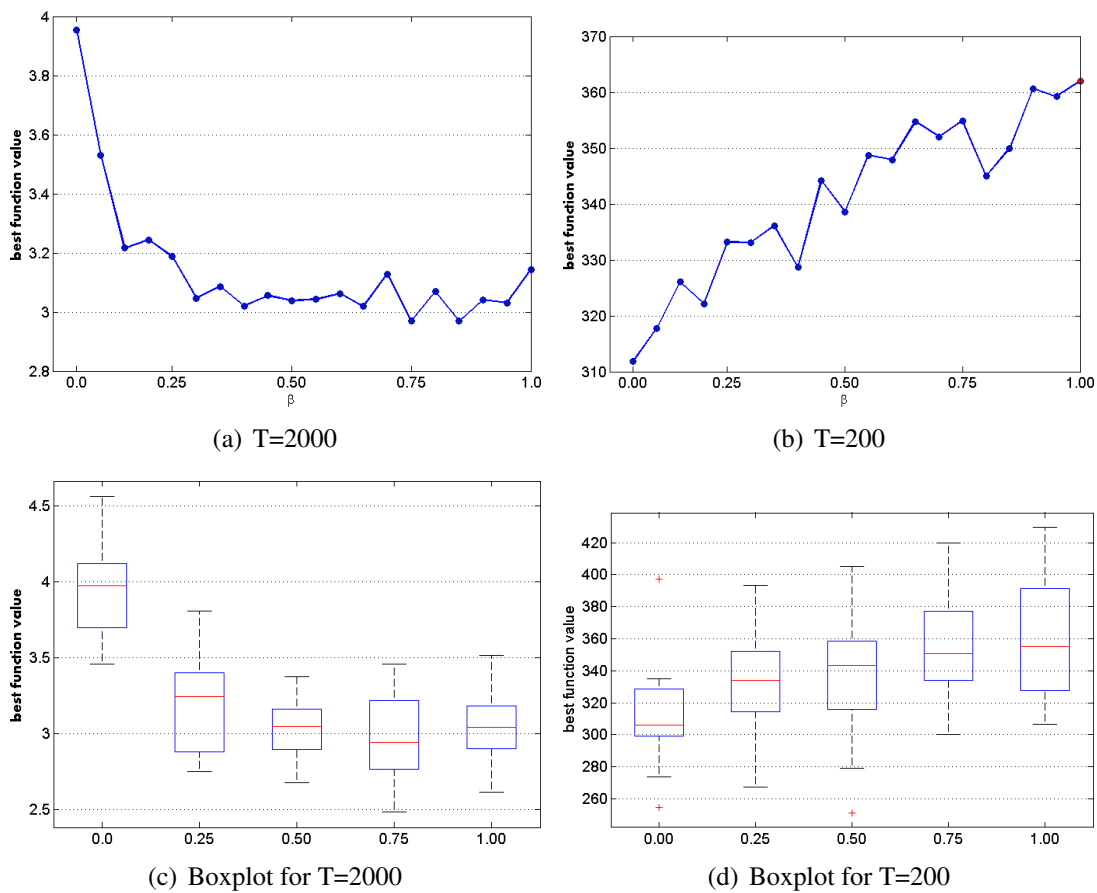 4
3.8
3.6
3.4
3.2
3
2.8
best function value
0.0 0.25 0.50 0.75 1.0
β
(a) T=2000
370
360
350
340
330
320
310
best function value
0.00 0.25 0.50 0.75 1.00
β
(b) T=200
4.5
4
3.5
3
2.5
best function value
0.0 0.25 0.50 0.75 1.00
(c) Boxplot for T=2000
420
400
380
360
340
320
300
280
260
best function value
0.00 0.25 0.50 0.75 1.00
(d) Boxplot for T=200